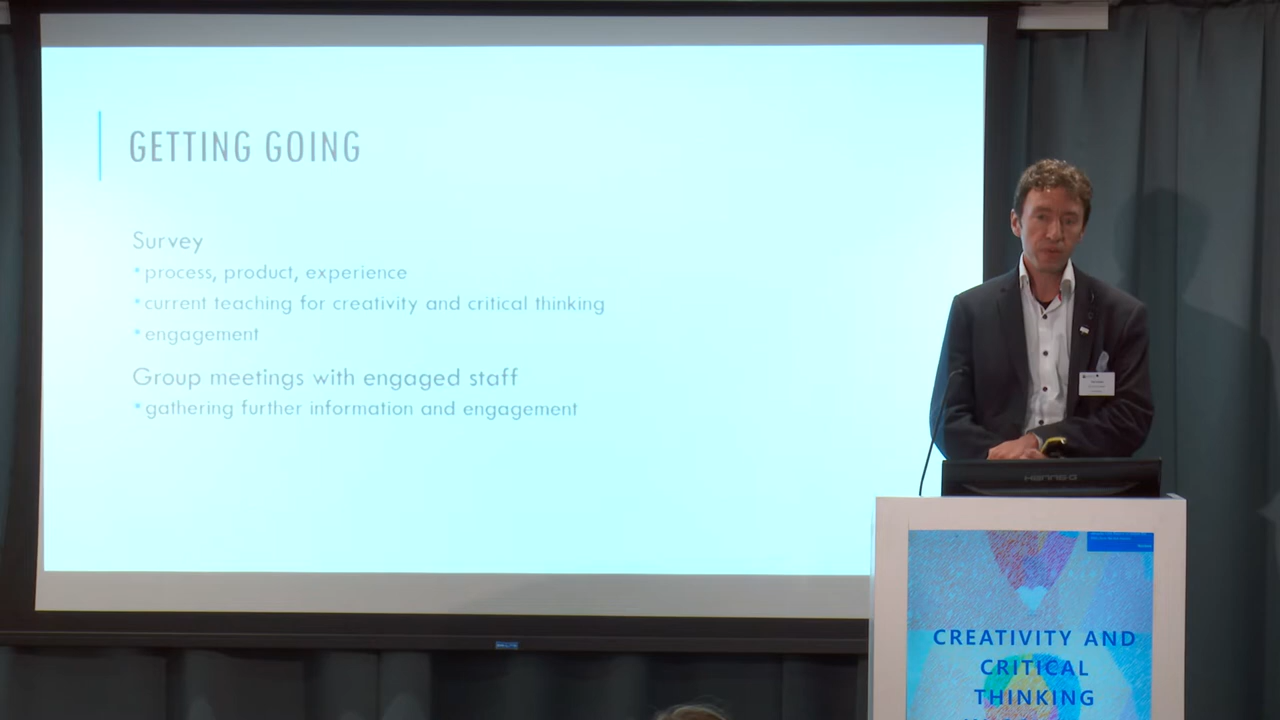 GETTING GOING
Survey
process, product, experience
current teaching for creativity and critical thinking
engagement
Group meetings with engaged staff
gathering further information and engagement
HANNS-G
CREATIVITY AND
CRITICAL
THINKING